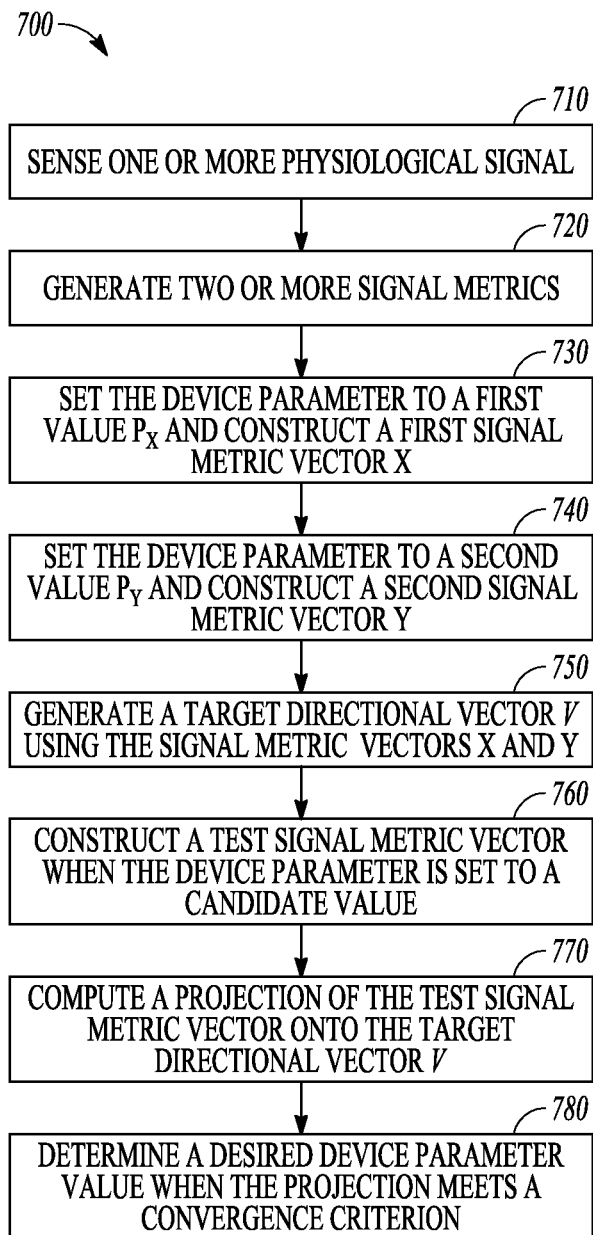 700
710
SENSE ONE OR MORE PHYSIOLOGICAL SIGNAL
720
GENERATE TWO OR MORE SIGNAL METRICS
730
SET THE DEVICE PARAMETER TO A FIRST
VALUE PX AND CONSTRUCT A FIRST SIGNAL
METRIC VECTOR X
740
SET THE DEVICE PARAMETER TO A SECOND
VALUE PY AND CONSTRUCT A SECOND SIGNAL
METRIC VECTOR Y
750
GENERATE A TARGET DIRECTIONAL VECTOR V
USING THE SIGNAL METRIC VECTORS X AND Y
760
CONSTRUCT A TEST SIGNAL METRIC VECTOR
WHEN THE DEVICE PARAMETER IS SET TO A
CANDIDATE VALUE
770
COMPUTE A PROJECTION OF THE TEST SIGNAL
METRIC VECTOR ONTO THE TARGET
DIRECTIONAL VECTOR V
780
DETERMINE A DESIRED DEVICE PARAMETER
VALUE WHEN THE PROJECTION MEETS A
CONVERGENCE CRITERION